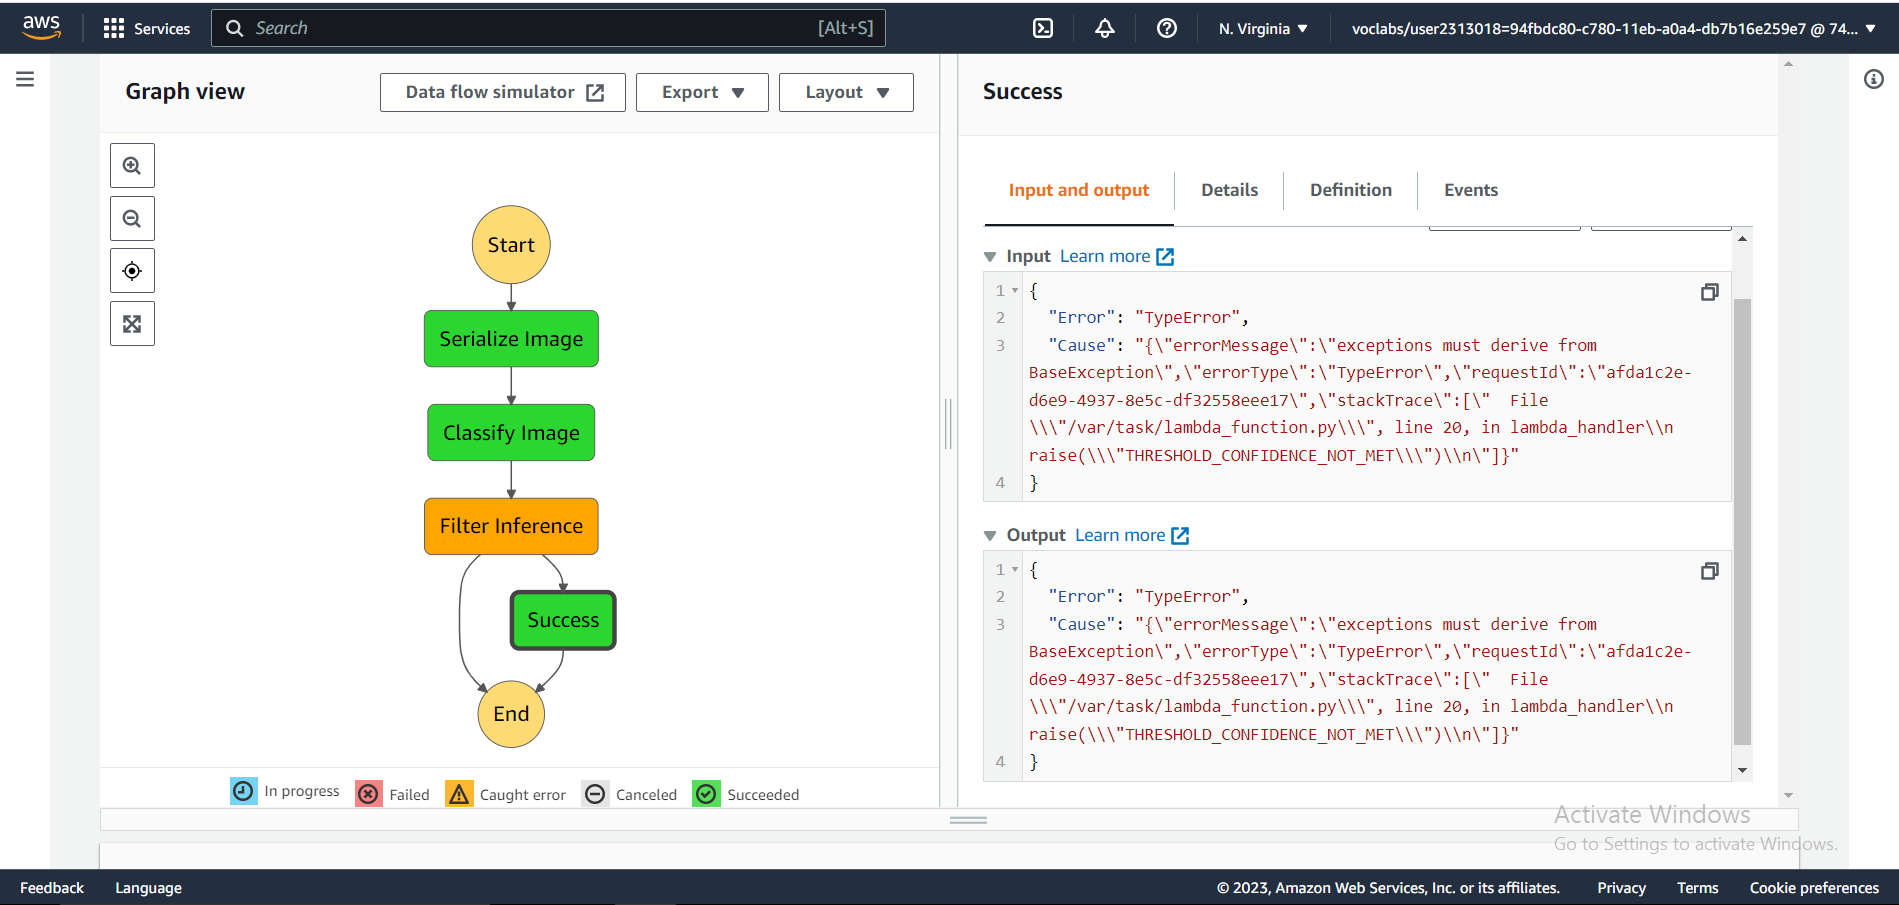 aws
Services
Search
[Alt+S]
N. Virginia
voclabs/user2313018=94fbdc80-c780-11eb-a0a4-db7b16e259e7 @ 74...
Graph view
Data flow simulator
Export
Layout
Start
Serialize Image
Classify Image
Filter Inference
Success
End
In progress
Failed
Caught error
Canceled
Succeeded
Success
Input and output
Details
Definition
Events
Input Learn more
1 {
2 "Error": "TypeError",
3 "Cause": "{\"errorMessage\":\"exceptions must derive from
BaseException\",\"errorType\":\"TypeError\",\"requestId\":\"afda1c2e-
d6e9-4937-8e5c-df32558eee17\",\"stackTrace\":[\"  File
\\\"/var/task/lambda_function.py\\\", line 20, in lambda_handler\\n
raise(\\\"THRESHOLD_CONFIDENCE_NOT_MET\\\")\\n\"]}"
4 }
Output Learn more
1 {
2 "Error": "TypeError",
3 "Cause": "{\"errorMessage\":\"exceptions must derive from
BaseException\",\"errorType\":\"TypeError\",\"requestId\":\"afda1c2e-
d6e9-4937-8e5c-df32558eee17\",\"stackTrace\":[\"  File
\\\"/var/task/lambda_function.py\\\", line 20, in lambda_handler\\n
raise(\\\"THRESHOLD_CONFIDENCE_NOT_MET\\\")\\n\"]}"
4 }
Activate Windows
Go to Settings to activate Windows.
Feedback
Language
© 2023, Amazon Web Services, Inc. or its affiliates.
Privacy
Terms
Cookie preferences